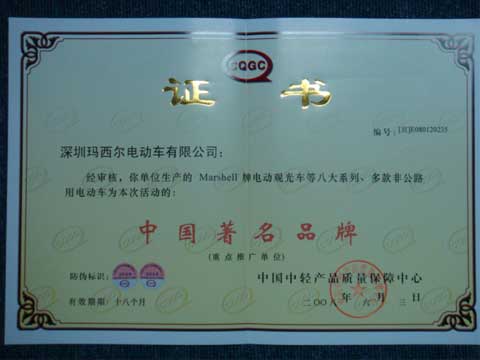 CQGC
证 书
编号:[JJ]E080120235
深圳玛西尔电动车有限公司:
经审核,你单位生产的 Marshell 牌电动观光车等八大系列、多款非公路
用电动车为本次活动的:
中国著名品牌
(重点推广单位)
防伪标识:
中国中轻产品质量保障中心
有效期限:十八个月
二〇〇八年六月三日